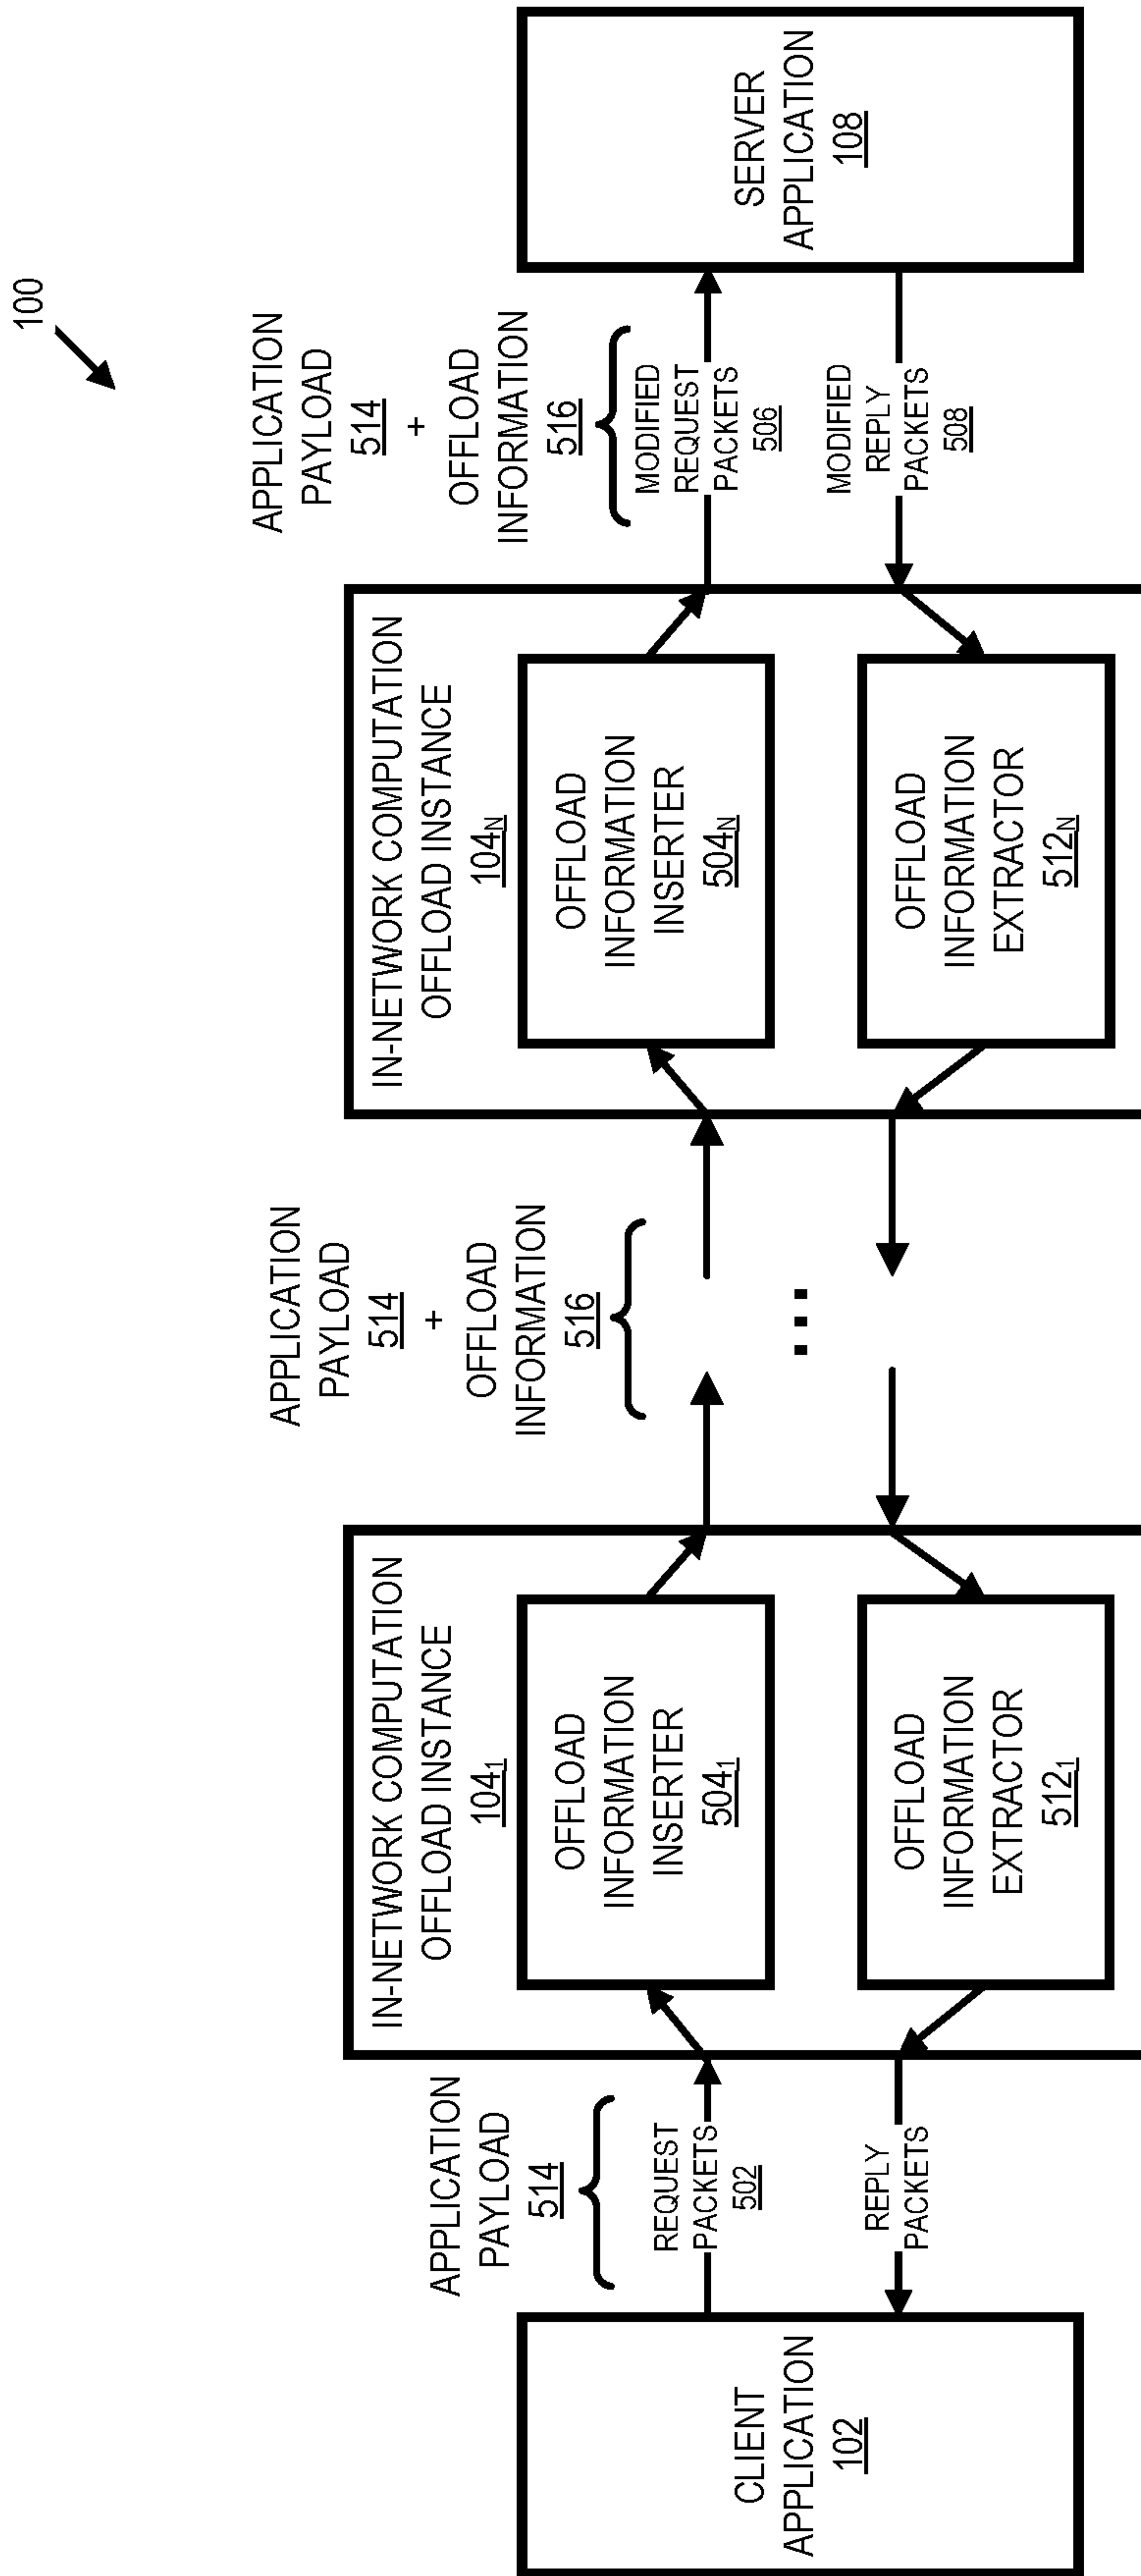 100
APPLICATION
PAYLOAD
514
APPLICATION
PAYLOAD
514
+
OFFLOAD
INFORMATION
516
APPLICATION
PAYLOAD
514
+
OFFLOAD
INFORMATION
516
CLIENT
APPLICATION
102
REQUEST
PACKETS
502
REPLY
PACKETS
IN-NETWORK COMPUTATION
OFFLOAD INSTANCE
104₁
OFFLOAD
INFORMATION
INSERTER
504₁
OFFLOAD
INFORMATION
EXTRACTOR
512₁
...
IN-NETWORK COMPUTATION
OFFLOAD INSTANCE
104N
OFFLOAD
INFORMATION
INSERTER
504N
OFFLOAD
INFORMATION
EXTRACTOR
512N
MODIFIED
REQUEST
PACKETS
506
MODIFIED
REPLY
PACKETS
508
SERVER
APPLICATION
108